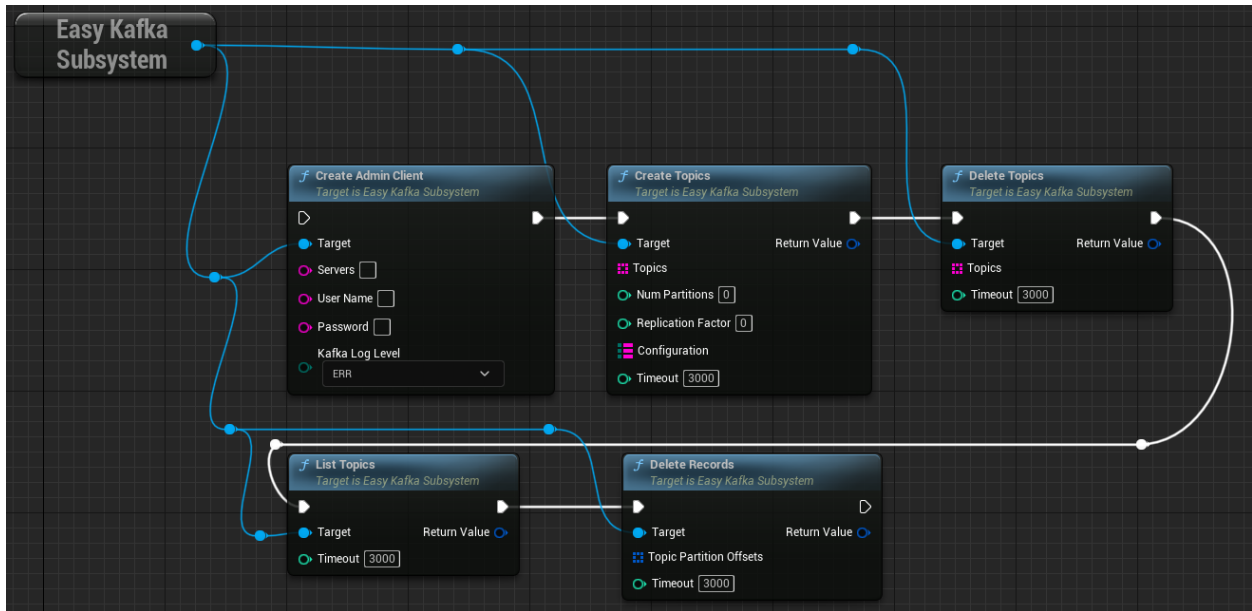 Easy Kafka
Subsystem
f Create Admin Client
Target is Easy Kafka Subsystem
Target
Servers
User Name
Password
Kafka Log Level
ERR
f Create Topics
Target is Easy Kafka Subsystem
Target Return Value
Topics
Num Partitions 0
Replication Factor 0
Configuration
Timeout 3000
f Delete Topics
Target is Easy Kafka Subsystem
Target Return Value
Topics
Timeout 3000
f List Topics
Target is Easy Kafka Subsystem
Target Return Value
Timeout 3000
f Delete Records
Target is Easy Kafka Subsystem
Target Return Value
Topic Partition Offsets
Timeout 3000